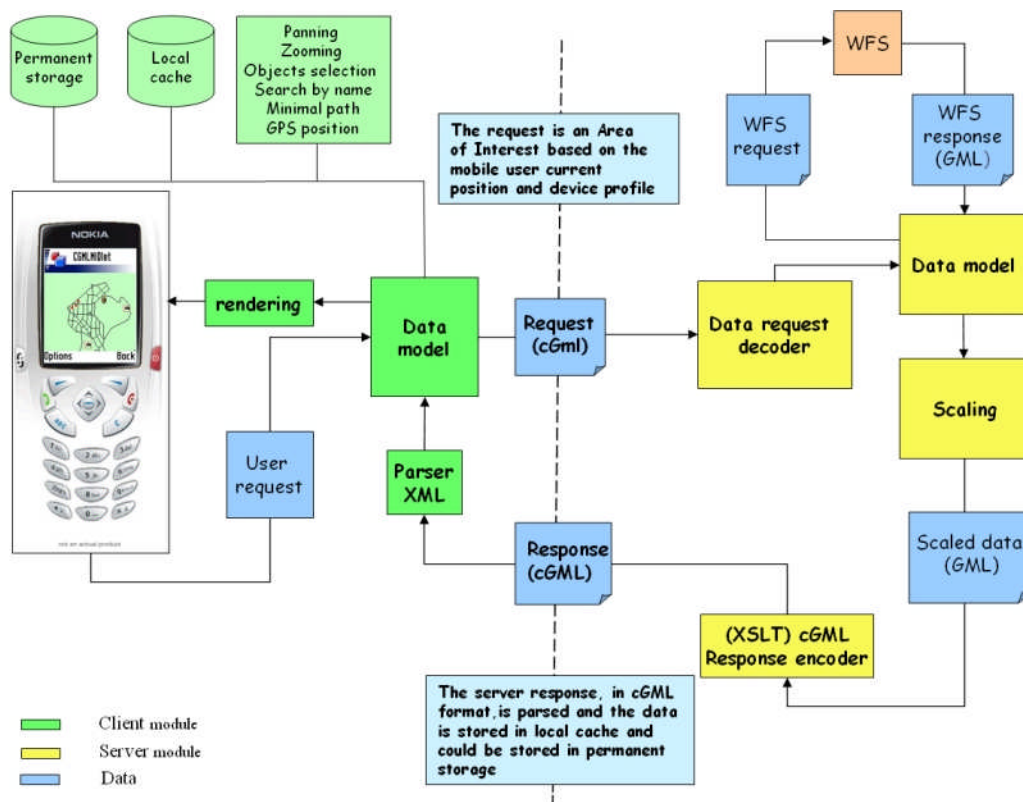 Permanent
storage
Local
cache
Panning
Zooming
Objects selection
Search by name
Minimal path
GPS position
The request is an Area
of Interest based on the
mobile user current
position and device profile
WFS
WFS
request
WFS
response
(GML)
NOKIA
CGMLMIDlet
Options
Back
rendering
Data
model
Request
(cGml)
Data request
decoder
Data model
Scaling
User
request
Parser
XML
Response
(cGML)
Scaled data
(GML)
(XSLT) cGML
Response encoder
The server response, in cGML
format, is parsed and the data
is stored in local cache and
could be stored in permanent
storage
Client module
Server module
Data